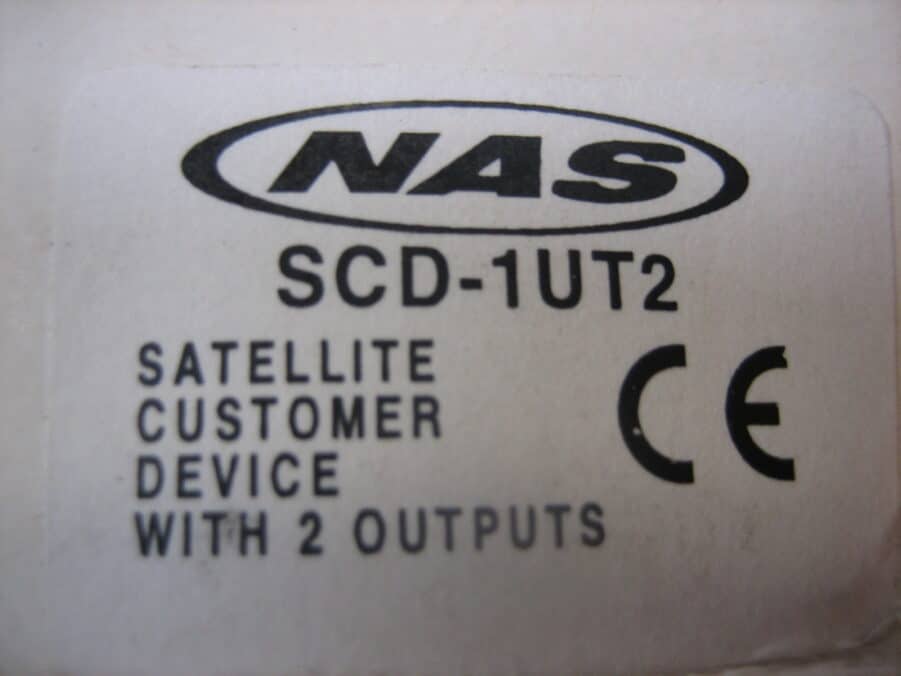 NAS
SCD-1UT2
SATELLITE
CUSTOMER
DEVICE
WITH 2 OUTPUTS
CE